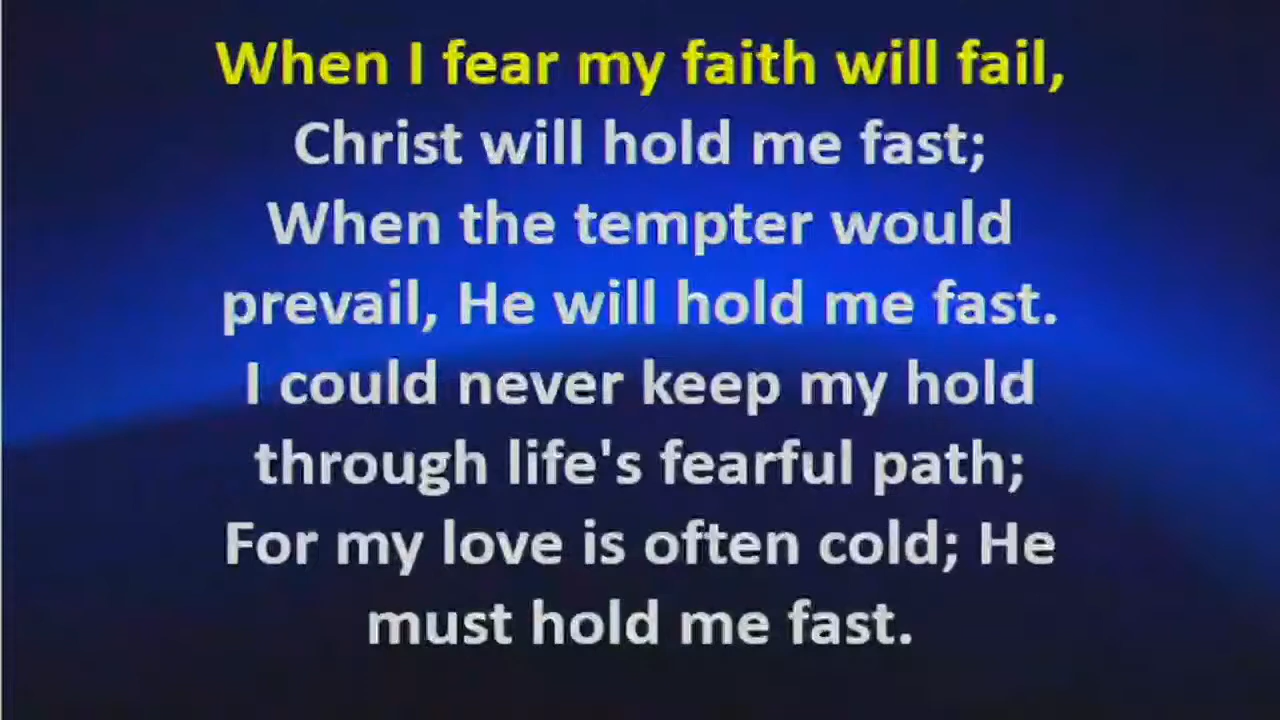 When I fear my faith will fail,
Christ will hold me fast;
When the tempter would
prevail, He will hold me fast.
I could never keep my hold
through life's fearful path;
For my love is often cold; He
must hold me fast.